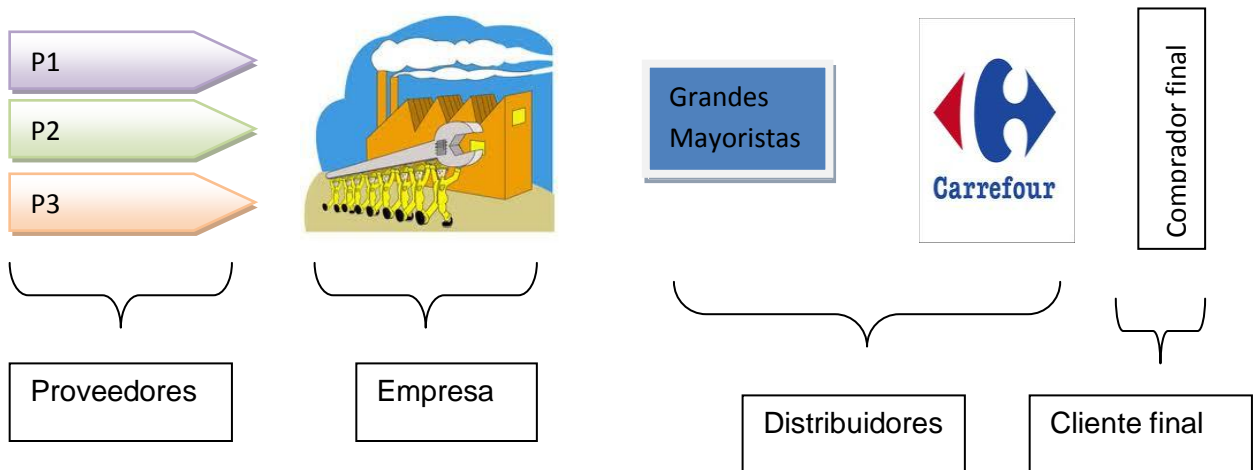 P1
P2
P3
Grandes
Mayoristas
Carrefour
Comprador final
Proveedores
Empresa
Distribuidores
Cliente final